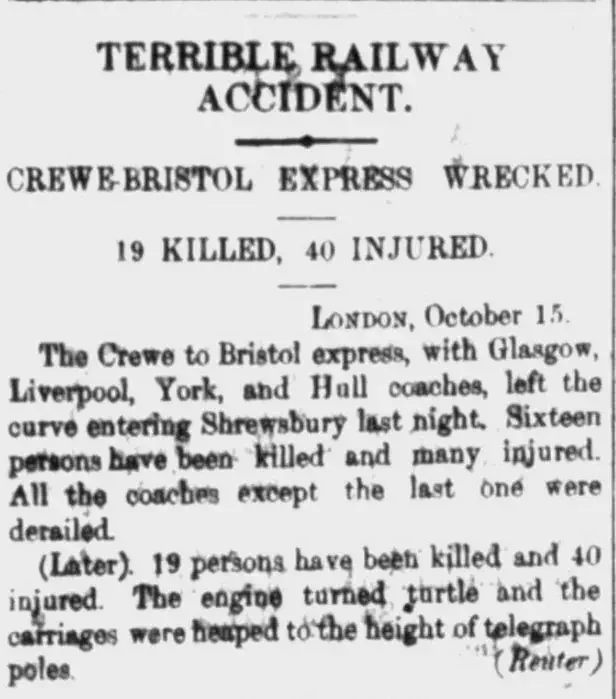 TERRIBLE RAILWAY
ACCIDENT.
CREWE-BRISTOL EXPRESS WRECKED.
19 KILLED, 40 INJURED.
LONDON, October 15.
The Crewe to Bristol express, with Glasgow,
Liverpool, York, and Hull coaches, left the
curve entering Shrewsbury last night. Sixteen
persons have been killed and many injured.
All the coaches except the last one were
derailed.
(Later). 19 persons have been killed and 40
injured. The engine turned turtle and the
carriages were heaped to the height of telegraph
poles. (Reuter)